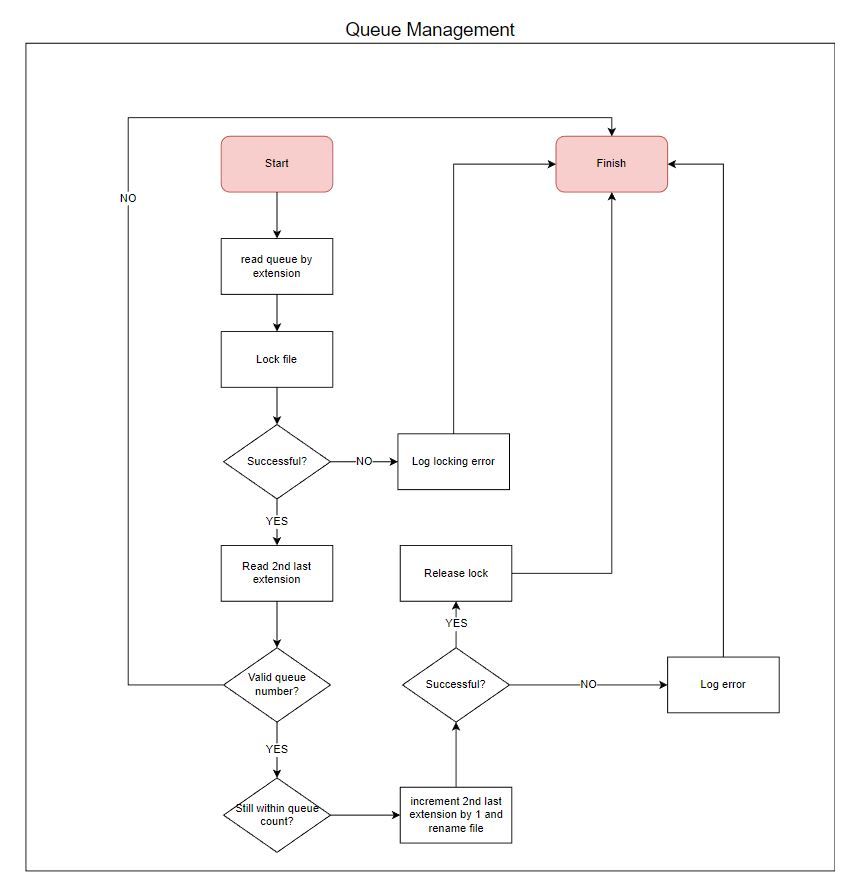 Queue Management
Start
Finish
NO
read queue by
extension
Lock file
Successful?
NO
Log locking error
YES
Read 2nd last
extension
Release lock
YES
Valid queue
number?
Successful?
NO
Log error
YES
Still within queue
count?
increment 2nd last
extension by 1 and
rename file